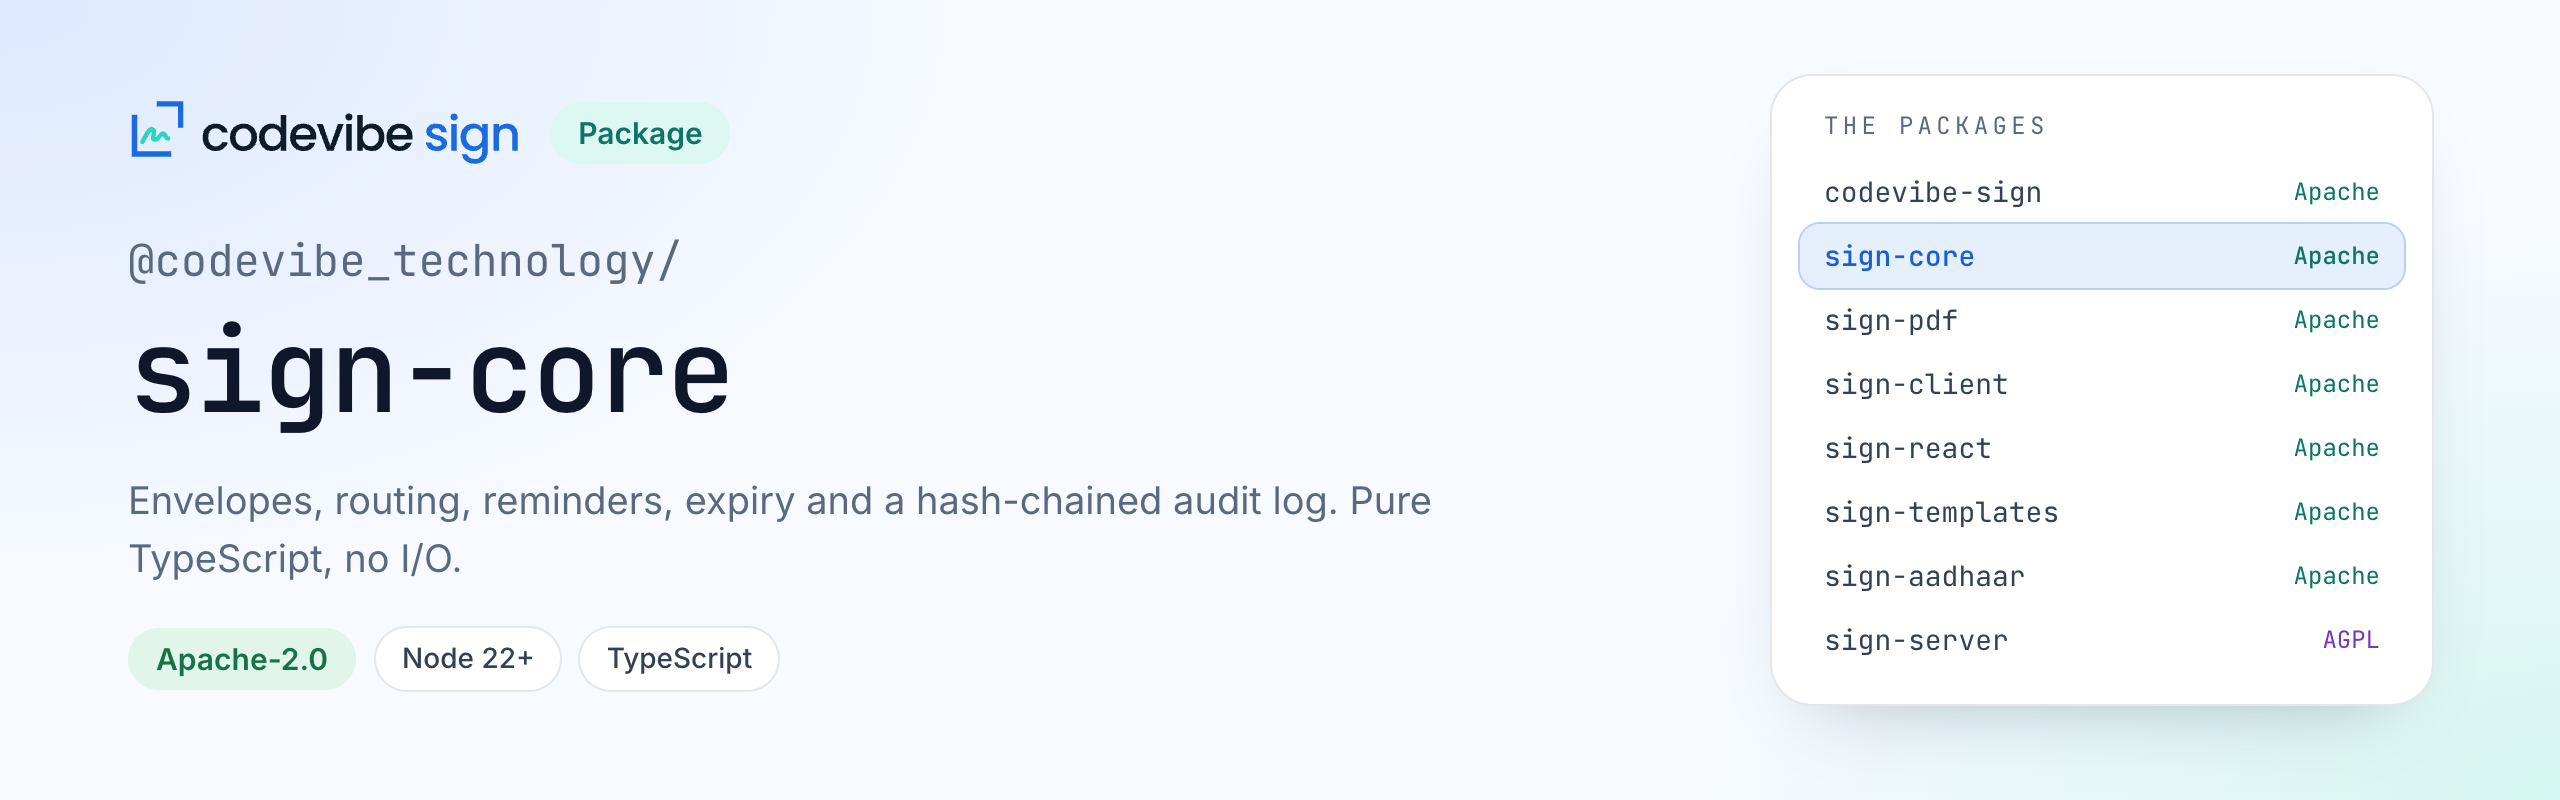 codevibe sign
Package
@codevibe_technology/
sign-core
Envelopes, routing, reminders, expiry and a hash-chained audit log. Pure
TypeScript, no I/O.
Apache-2.0
Node 22+
TypeScript
THE PACKAGES
codevibe-sign Apache
sign-core Apache
sign-pdf Apache
sign-client Apache
sign-react Apache
sign-templates Apache
sign-aadhaar Apache
sign-server AGPL